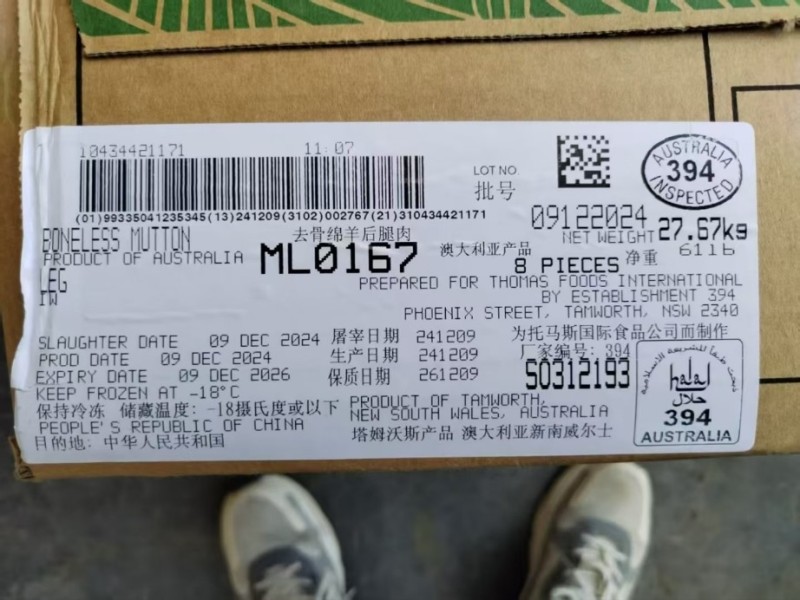 10434421171 11:07
(01)99335041235345(13)241209(3102)002767(21)310434421171
LOT NO.
批号
09122024
AUSTRALIA
394
INSPECTED
BONELESS MUTTON 去骨绵羊后腿肉
PRODUCT OF AUSTRALIA ML0167 澳大利亚产品
NET WEIGHT 27.67kg
8 PIECES 净重 61lb
LEG
IW
PREPARED FOR THOMAS FOODS INTERNATIONAL
BY ESTABLISHMENT 394
PHOENIX STREET, TAMWORTH, NSW 2340
SLAUGHTER DATE 09 DEC 2024 屠宰日期 241209
PROD DATE 09 DEC 2024 生产日期 241209
EXPIRY DATE 09 DEC 2026 保质日期 261209
为托马斯国际食品公司而制作
厂家编号: 394
S0312193
KEEP FROZEN AT -18°C
保持冷冻 储藏温度: -18摄氏度或以下
PEOPLE'S REPUBLIC OF CHINA
目的地: 中华人民共和国
PRODUCT OF TAMWORTH,
NEW SOUTH WALES, AUSTRALIA
塔姆沃斯产品 澳大利亚新南威尔士
halal
حلال
394
AUSTRALIA